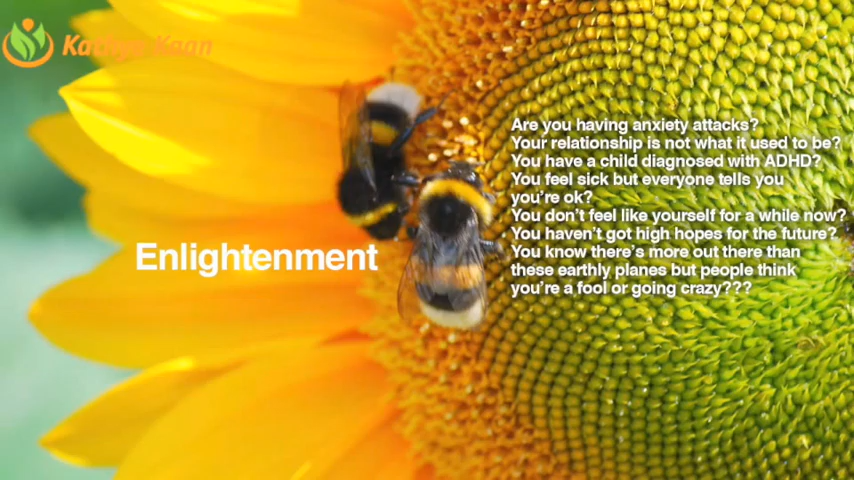 Kathye Kaan
Enlightenment
Are you having anxiety attacks?
Your relationship is not what it used to be?
You have a child diagnosed with ADHD?
You feel sick but everyone tells you
you're ok?
You don't feel like yourself for a while now?
You haven't got high hopes for the future?
You know there's more out there than
these earthly planes but people think
you're a fool or going crazy???